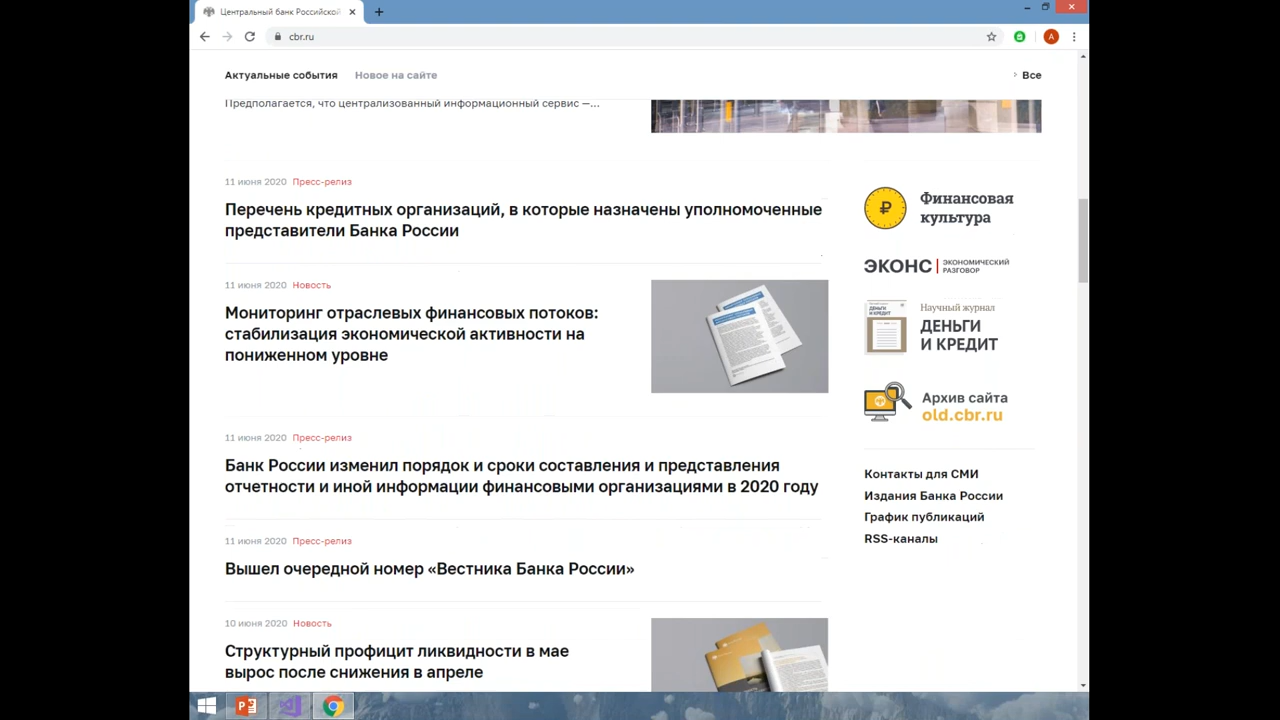 Центральный банк Российской
cbr.ru
A
Актуальные события Новое на сайте Все
Предполагается, что централизованный информационный сервис —...
11 июня 2020 Пресс-релиз
Перечень кредитных организаций, в которые назначены уполномоченные
представители Банка России
11 июня 2020 Новость
Мониторинг отраслевых финансовых потоков:
стабилизация экономической активности на
пониженном уровне
11 июня 2020 Пресс-релиз
Банк России изменил порядок и сроки составления и представления
отчетности и иной информации финансовыми организациями в 2020 году
11 июня 2020 Пресс-релиз
Вышел очередной номер «Вестника Банка России»
10 июня 2020 Новость
Структурный профицит ликвидности в мае
вырос после снижения в апреле
₽
Финансовая
культура
ЭКОНС ЭКОНОМИЧЕСКИЙ
РАЗГОВОР
ДЕНЬГИ
И КРЕДИТ
Научный журнал
ДЕНЬГИ
И КРЕДИТ
Архив сайта
old.cbr.ru
Контакты для СМИ
Издания Банка России
График публикаций
RSS-каналы